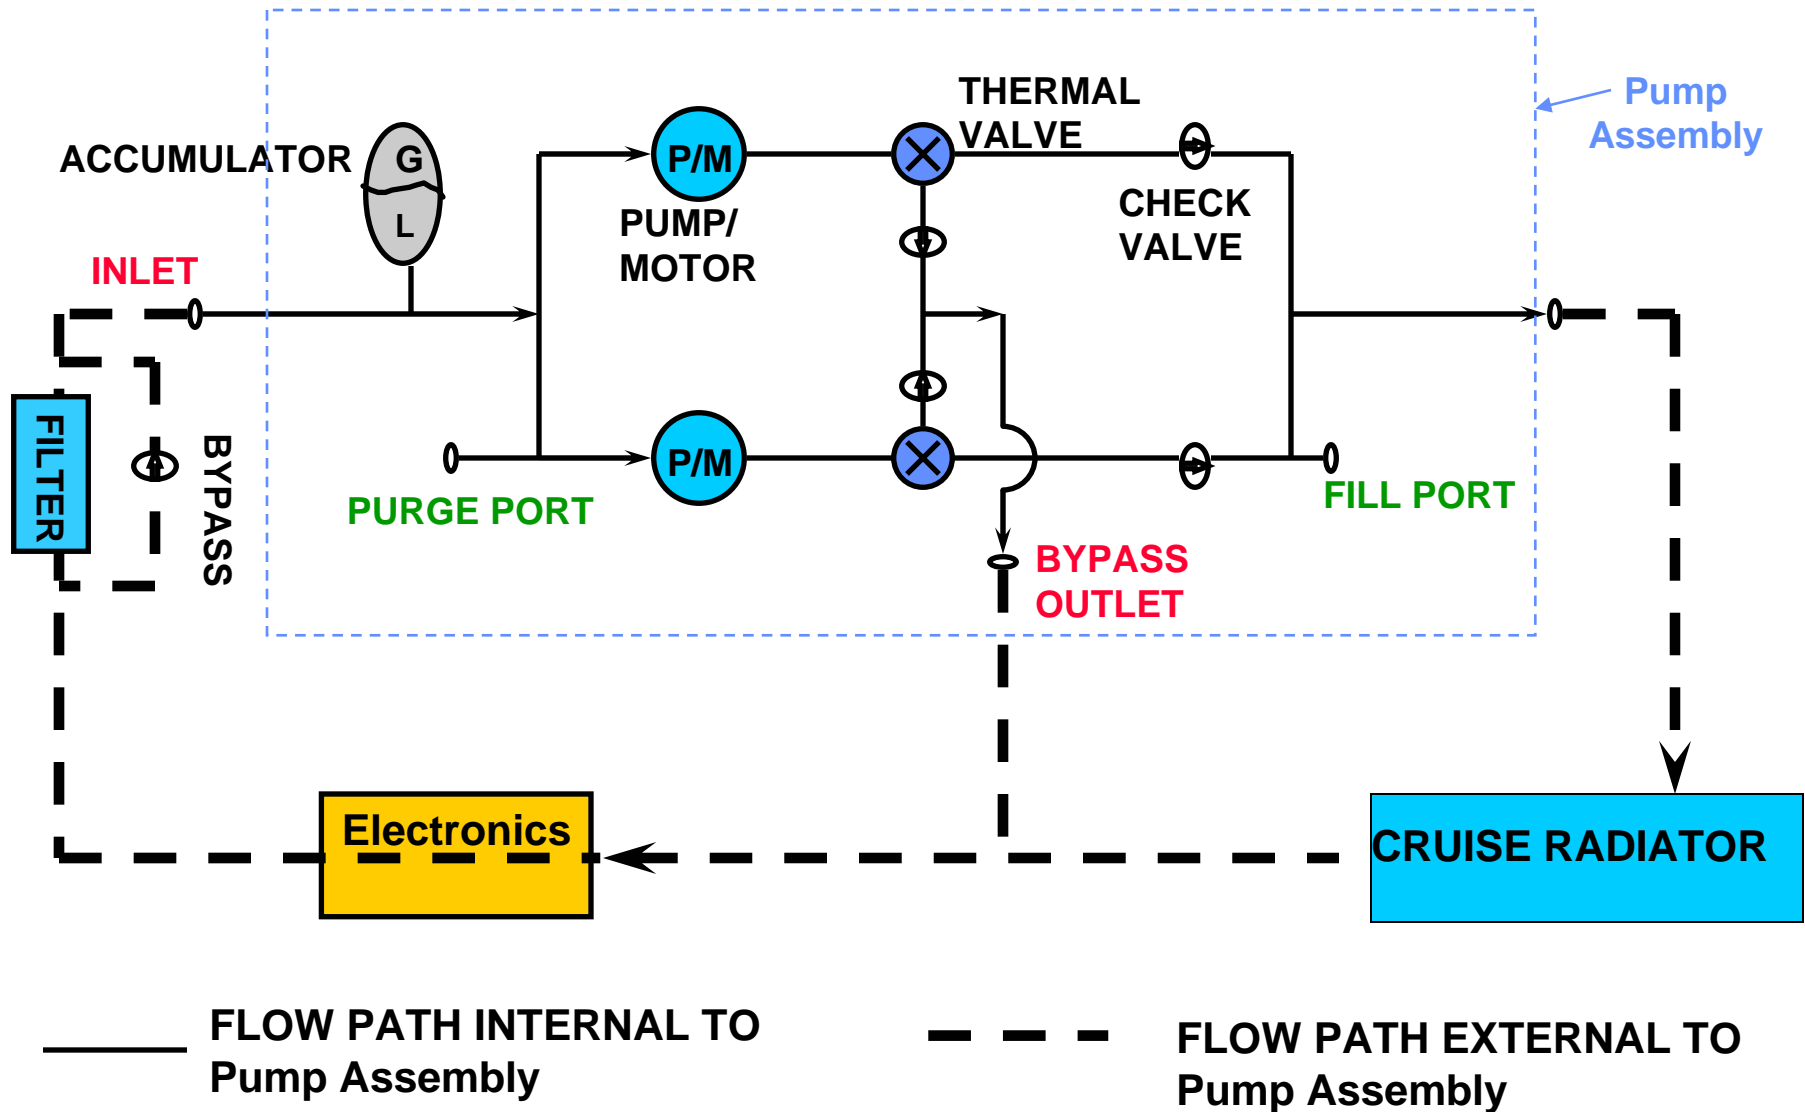 THERMAL
VALVE
Pump
Assembly
ACCUMULATOR
G
L
P/M
PUMP/
MOTOR
CHECK
VALVE
INLET
FILTER
BYPASS
P/M
PURGE PORT
FILL PORT
BYPASS
OUTLET
Electronics
CRUISE RADIATOR
FLOW PATH INTERNAL TO
Pump Assembly
FLOW PATH EXTERNAL TO
Pump Assembly